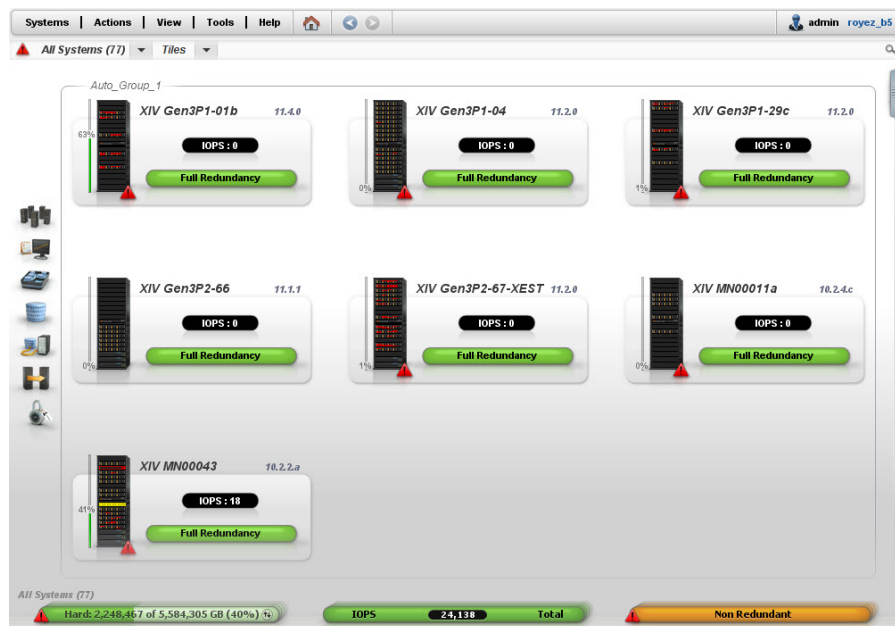 Systems | Actions | View | Tools | Help admin royez_b5
All Systems (77) Tiles
Auto_Group_1
XIV Gen3P1-01b 11.4.0
63%
IOPS : 0
Full Redundancy
XIV Gen3P1-04 11.2.0
IOPS : 0
Full Redundancy
0%
XIV Gen3P1-29c 11.2.0
IOPS : 0
Full Redundancy
1%
XIV Gen3P2-66 11.1.1
IOPS : 0
Full Redundancy
0%
XIV Gen3P2-67-XEST 11.2.0
IOPS : 0
Full Redundancy
1%
XIV MN00011a 10.2.4.c
IOPS : 0
Full Redundancy
0%
XIV MN00043 10.2.2.a
IOPS : 18
41%
Full Redundancy
All Systems (77)
Hard: 2,248,467 of 5,584,305 GB (40%) IOPS 24,138 Total Non Redundant